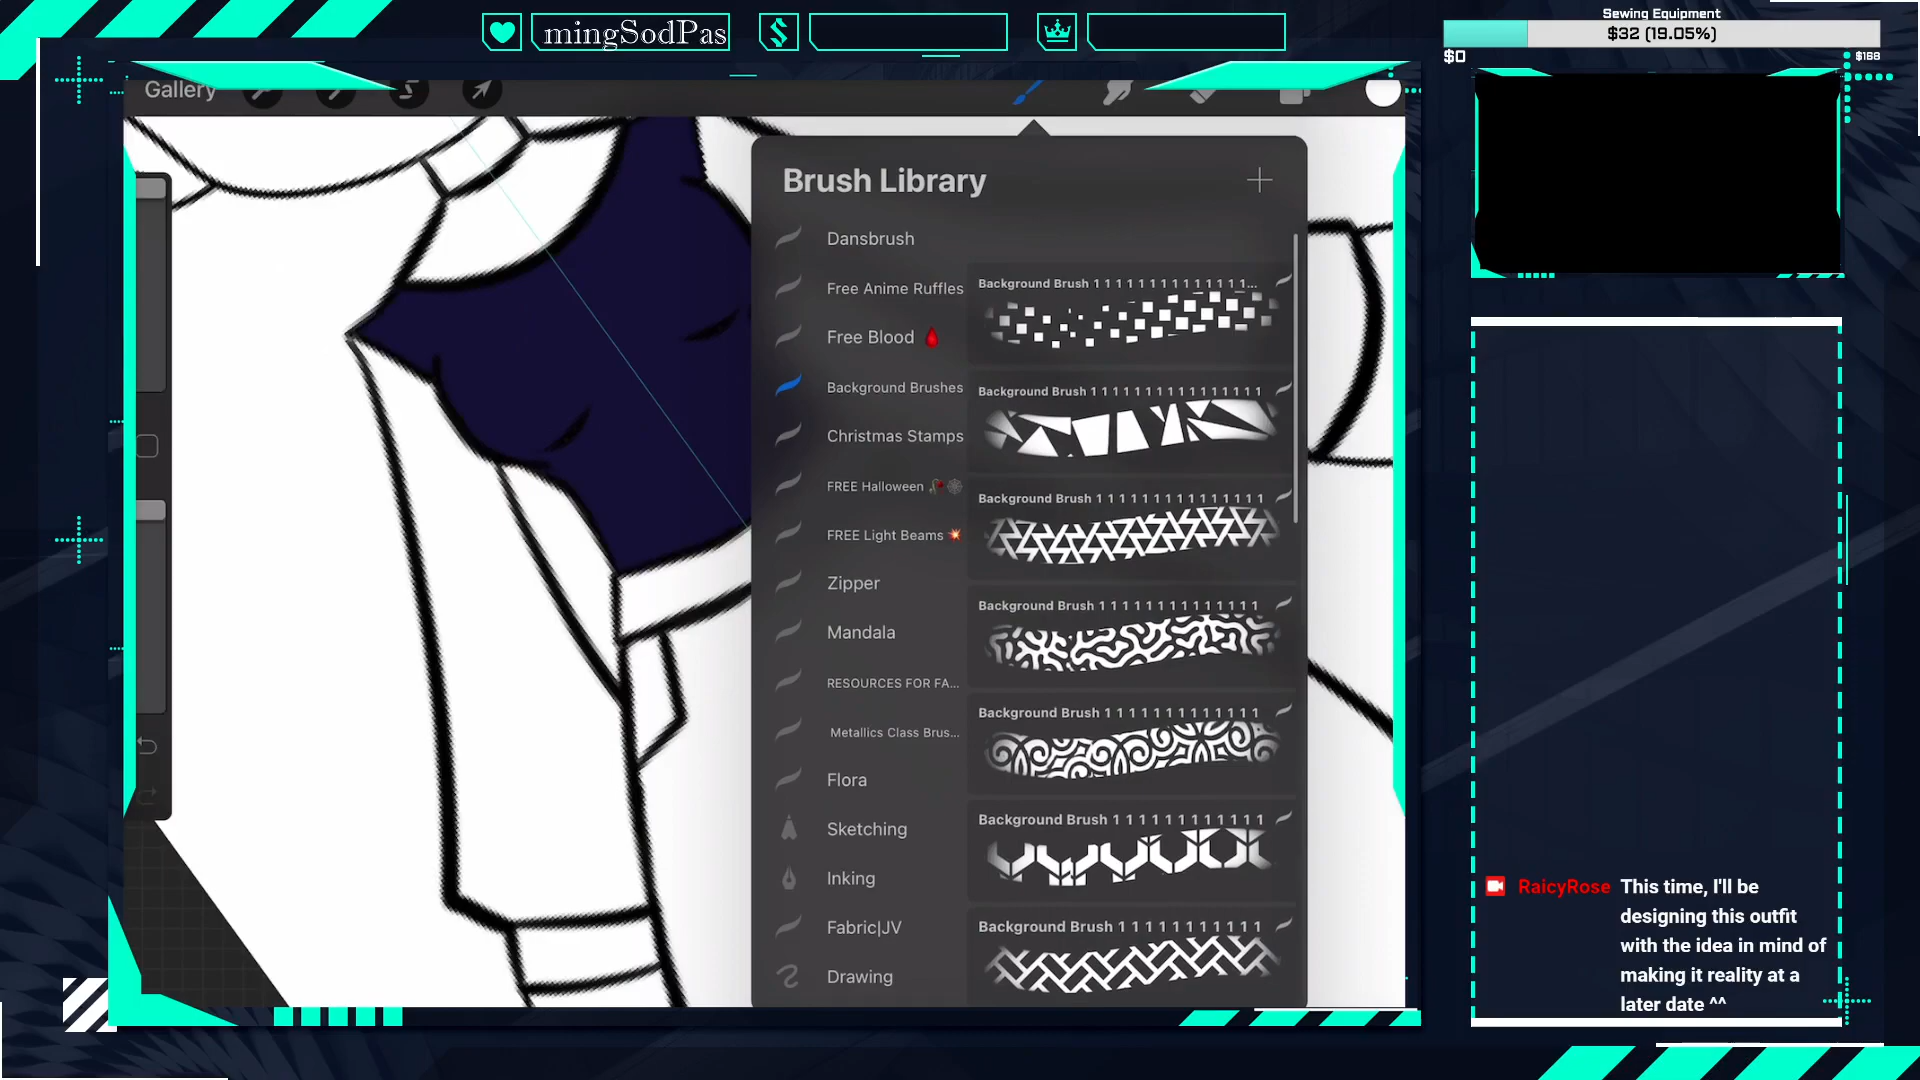 mingSodPas
Sewing Equipment
$32 (19.05%)
$0
$168
Gallery
Brush Library
Dansbrush
Free Anime Ruffles
Free Blood 🩸
Background Brushes
Christmas Stamps
FREE Halloween 🥀🕸
FREE Light Beams 💥
Zipper
Mandala
RESOURCES FOR FA...
Metallics Class Brus...
Flora
Sketching
Inking
Fabric|JV
Drawing
Background Brush 1 1 1 1 1 1 1 1 1 1 1 1 1 1...
Background Brush 1 1 1 1 1 1 1 1 1 1 1 1 1 1 1
Background Brush 1 1 1 1 1 1 1 1 1 1 1 1 1 1 1
Background Brush 1 1 1 1 1 1 1 1 1 1 1 1 1 1
Background Brush 1 1 1 1 1 1 1 1 1 1 1 1 1
Background Brush 1 1 1 1 1 1 1 1 1 1 1 1
Background Brush 1 1 1 1 1 1 1 1 1 1 1
RaicyRose This time, I'll be
designing this outfit
with the idea in mind of
making it reality at a
later date ^^